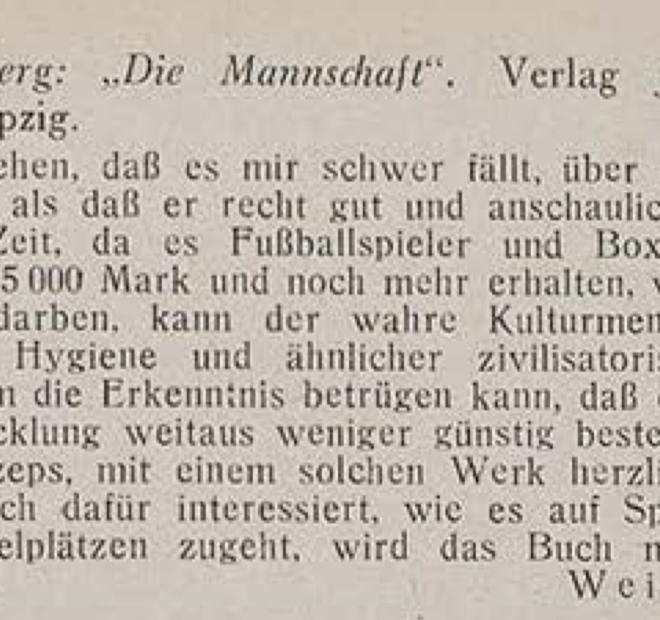 erg: „Die Mannschaft“. Verlag
pzig.
ehen, daß es mir schwer fällt, über
als daß er recht gut und anschaulic
Zeit, da es Fußballspieler und Box
5 000 Mark und noch mehr erhalten,
darben, kann der wahre Kulturmen
Hygiene und ähnlicher zivilisatoris
n die Erkenntnis betrügen kann, daß
cklung weitaus weniger günstig beste
zeps, mit einem solchen Werk herzli
ch dafür interessiert, wie es auf Sp
elplätzen zugeht, wird das Buch
Wei